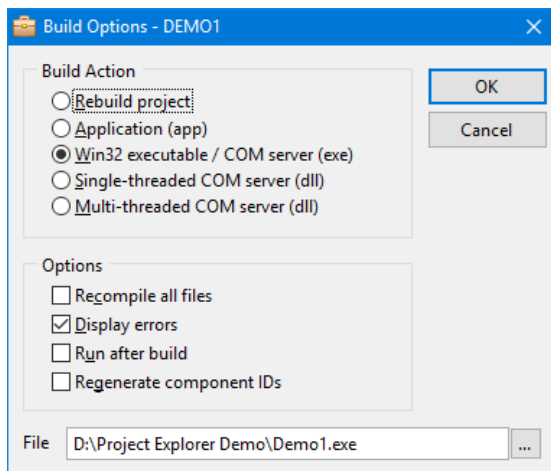 Build Options - DEMO1
Build Action
Rebuild project
Application (app)
Win32 executable / COM server (exe)
Single-threaded COM server (dll)
Multi-threaded COM server (dll)
OK
Cancel
Options
Recompile all files
Display errors
Run after build
Regenerate component IDs
File D:\Project Explorer Demo\Demo1.exe ...